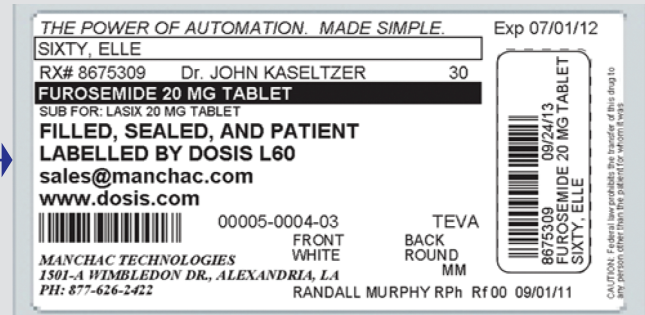 THE POWER OF AUTOMATION. MADE SIMPLE.
Exp 07/01/12
SIXTY, ELLE
RX# 8675309 Dr. JOHN KASELTZER 30
FUROSEMIDE 20 MG TABLET
SUB FOR: LASIX 20 MG TABLET
FILLED, SEALED, AND PATIENT
LABELLED BY DOSIS L60
sales@manchac.com
www.dosis.com
00005-0004-03 TEVA
FRONT BACK
WHITE ROUND
MM
MANCHAC TECHNOLOGIES
1501-A WIMBLEDON DR., ALEXANDRIA, LA
PH: 877-626-2422
RANDALL MURPHY RPh Rf 00 09/01/11
8675309 09/24/13
FUROSEMIDE 20 MG TABLET
SIXTY, ELLE
CAUTION: Federal law prohibits the transfer of this drug to
any person other than the patient for whom it was